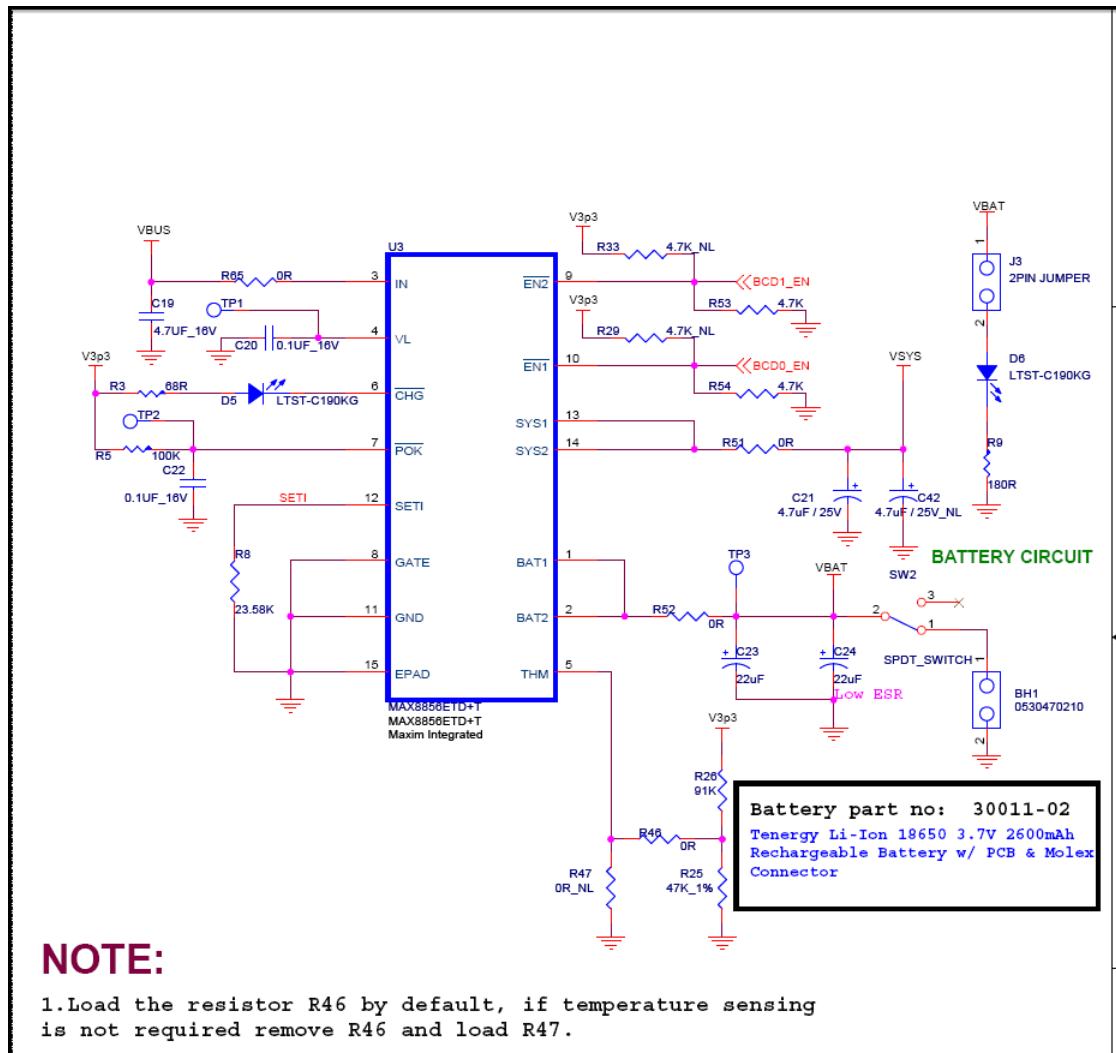 VBUS
R65
0R
C19
4.7UF_16V
TP1
C20
0.1UF_16V
V3p3
R3
68R
D5
LTST-C190KG
TP2
R5
100K
C22
0.1UF_16V
SETI
R8
23.58K
U3
3
IN
4
VL
6
CHG
7
POK
12
SETI
8
GATE
11
GND
15
EPAD
EN2
9
EN1
10
SYS1
13
SYS2
14
BAT1
1
BAT2
2
THM
5
MAX8856ETD+T
MAX8856ETD+T
Maxim Integrated
V3p3
R33
4.7K_NL
BCD1_EN
V3p3
R53
4.7K
R29
4.7K_NL
BCD0_EN
R54
4.7K
VSYS
R51
0R
C21
4.7uF / 25V
C42
4.7uF / 25V_NL
VBAT
1
J3
2PIN JUMPER
2
D6
LTST-C190KG
R9
180R
BATTERY CIRCUIT
TP3
VBAT
SW2
3
2
1
SPDT_SWITCH
R52
0R
C23
22uF
C24
22uF
Low ESR
1
BH1
0530470210
2
V3p3
R26
91K
R46
0R
R47
0R_NL
R25
47K_1%
Battery part no: 30011-02
Tenergy Li-Ion 18650 3.7V 2600mAh
Rechargeable Battery w/ PCB & Molex
Connector
NOTE:
1.Load the resistor R46 by default, if temperature sensing
is not required remove R46 and load R47.